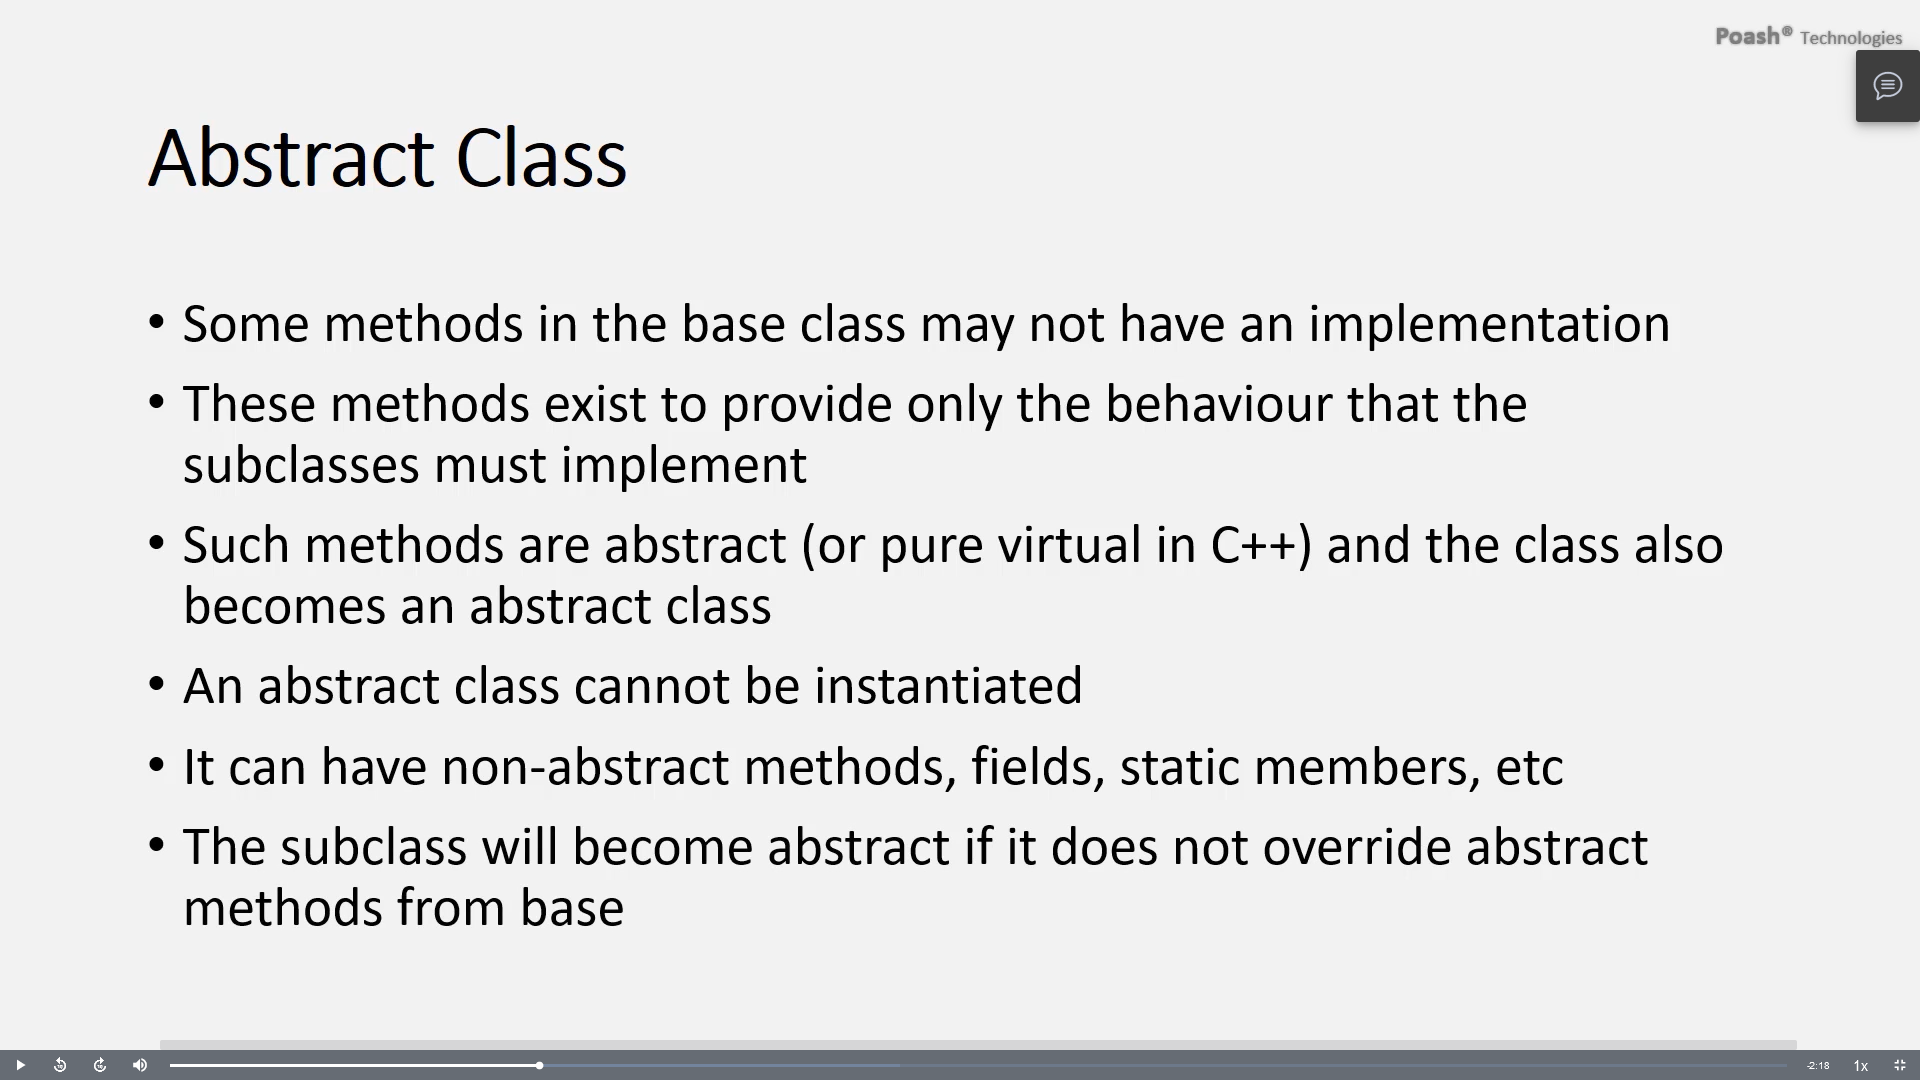 Poash® Technologies
Abstract Class
• Some methods in the base class may not have an implementation
• These methods exist to provide only the behaviour that the
subclasses must implement
• Such methods are abstract (or pure virtual in C++) and the class also
becomes an abstract class
• An abstract class cannot be instantiated
• It can have non-abstract methods, fields, static members, etc
• The subclass will become abstract if it does not override abstract
methods from base
-2:18 1x